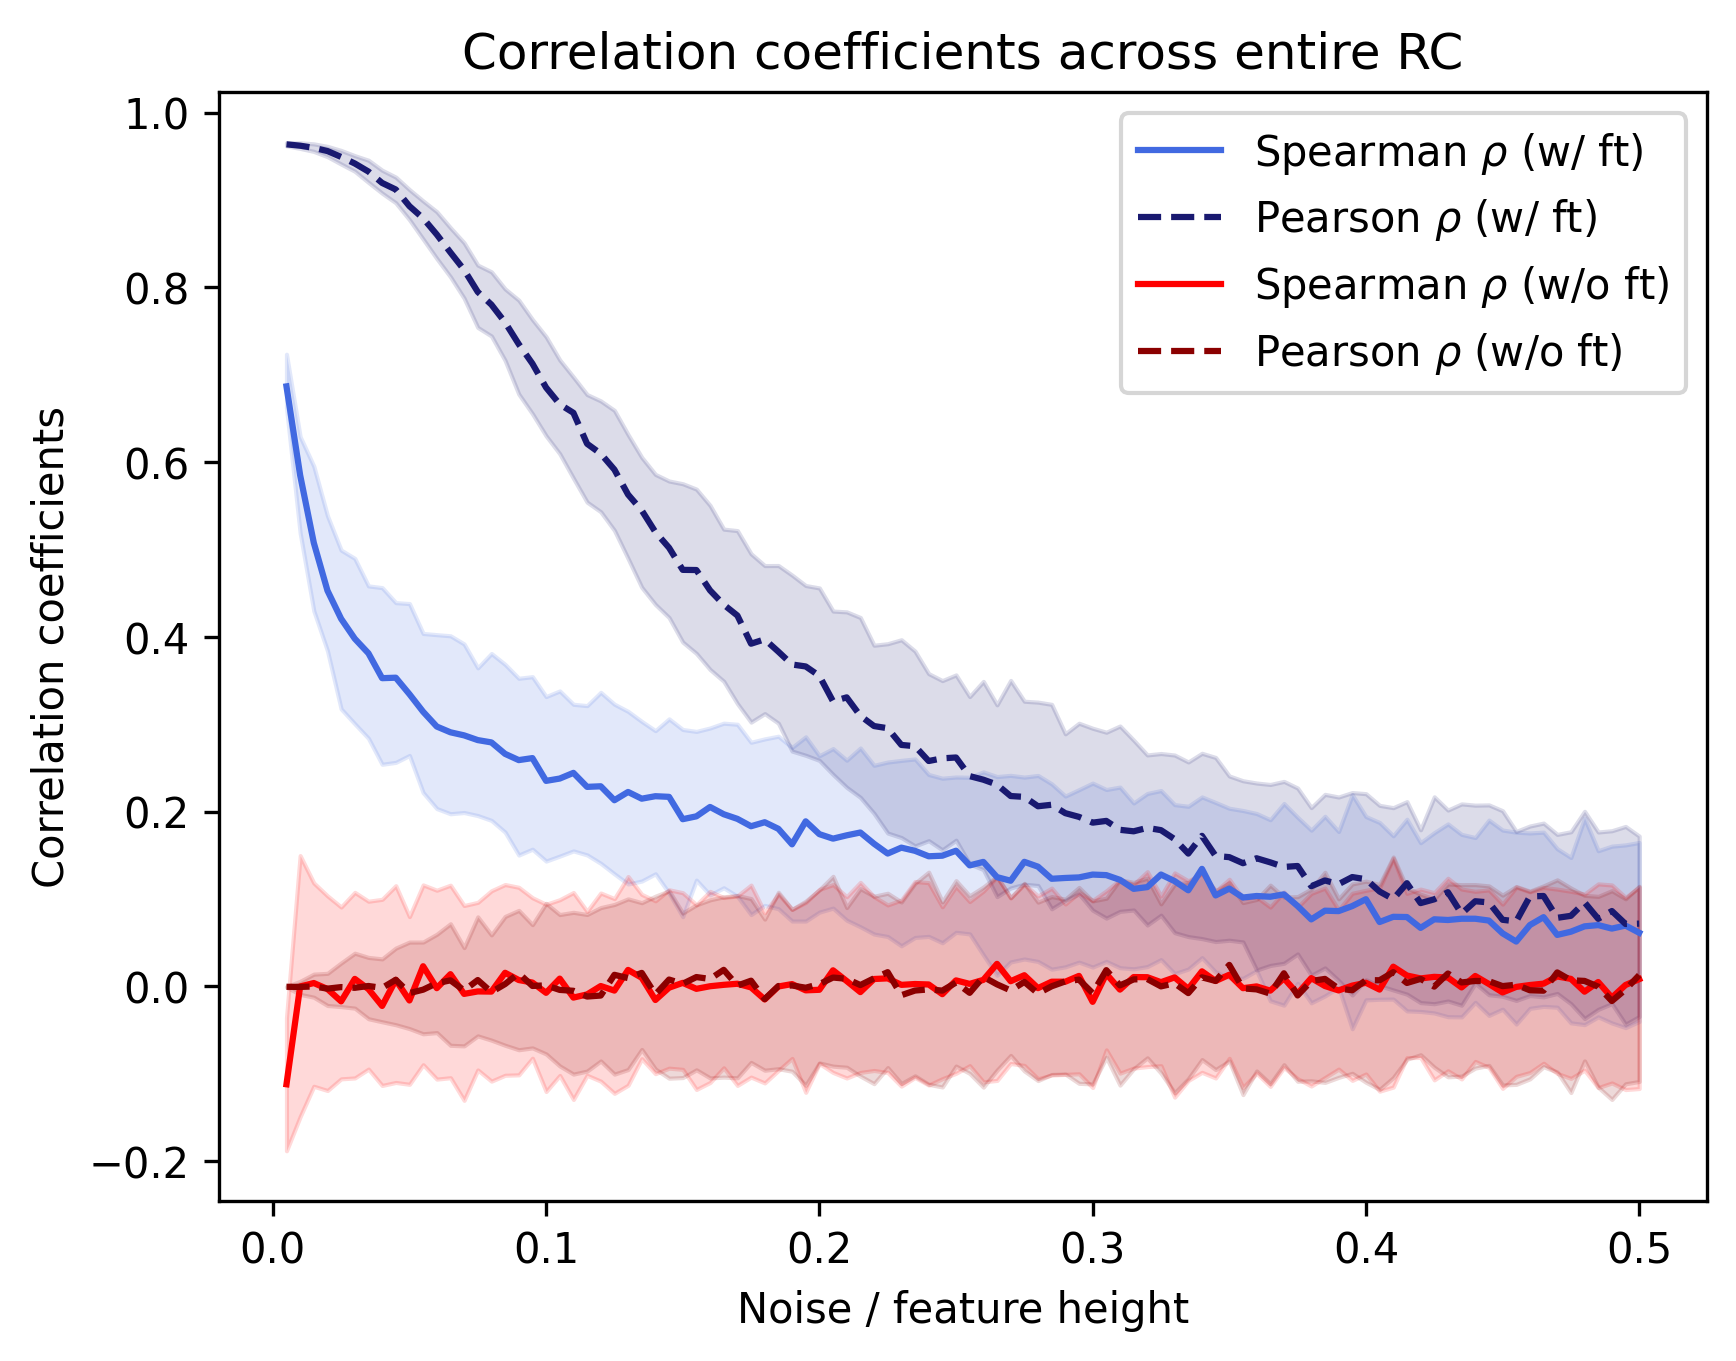 Correlation coefficients across entire RC
1.0
0.8
0.6
0.4
0.2
0.0
−0.2
Correlation coefficients
Spearman ρ (w/ ft)
Pearson ρ (w/ ft)
Spearman ρ (w/o ft)
Pearson ρ (w/o ft)
0.0 0.1 0.2 0.3 0.4 0.5
Noise / feature height